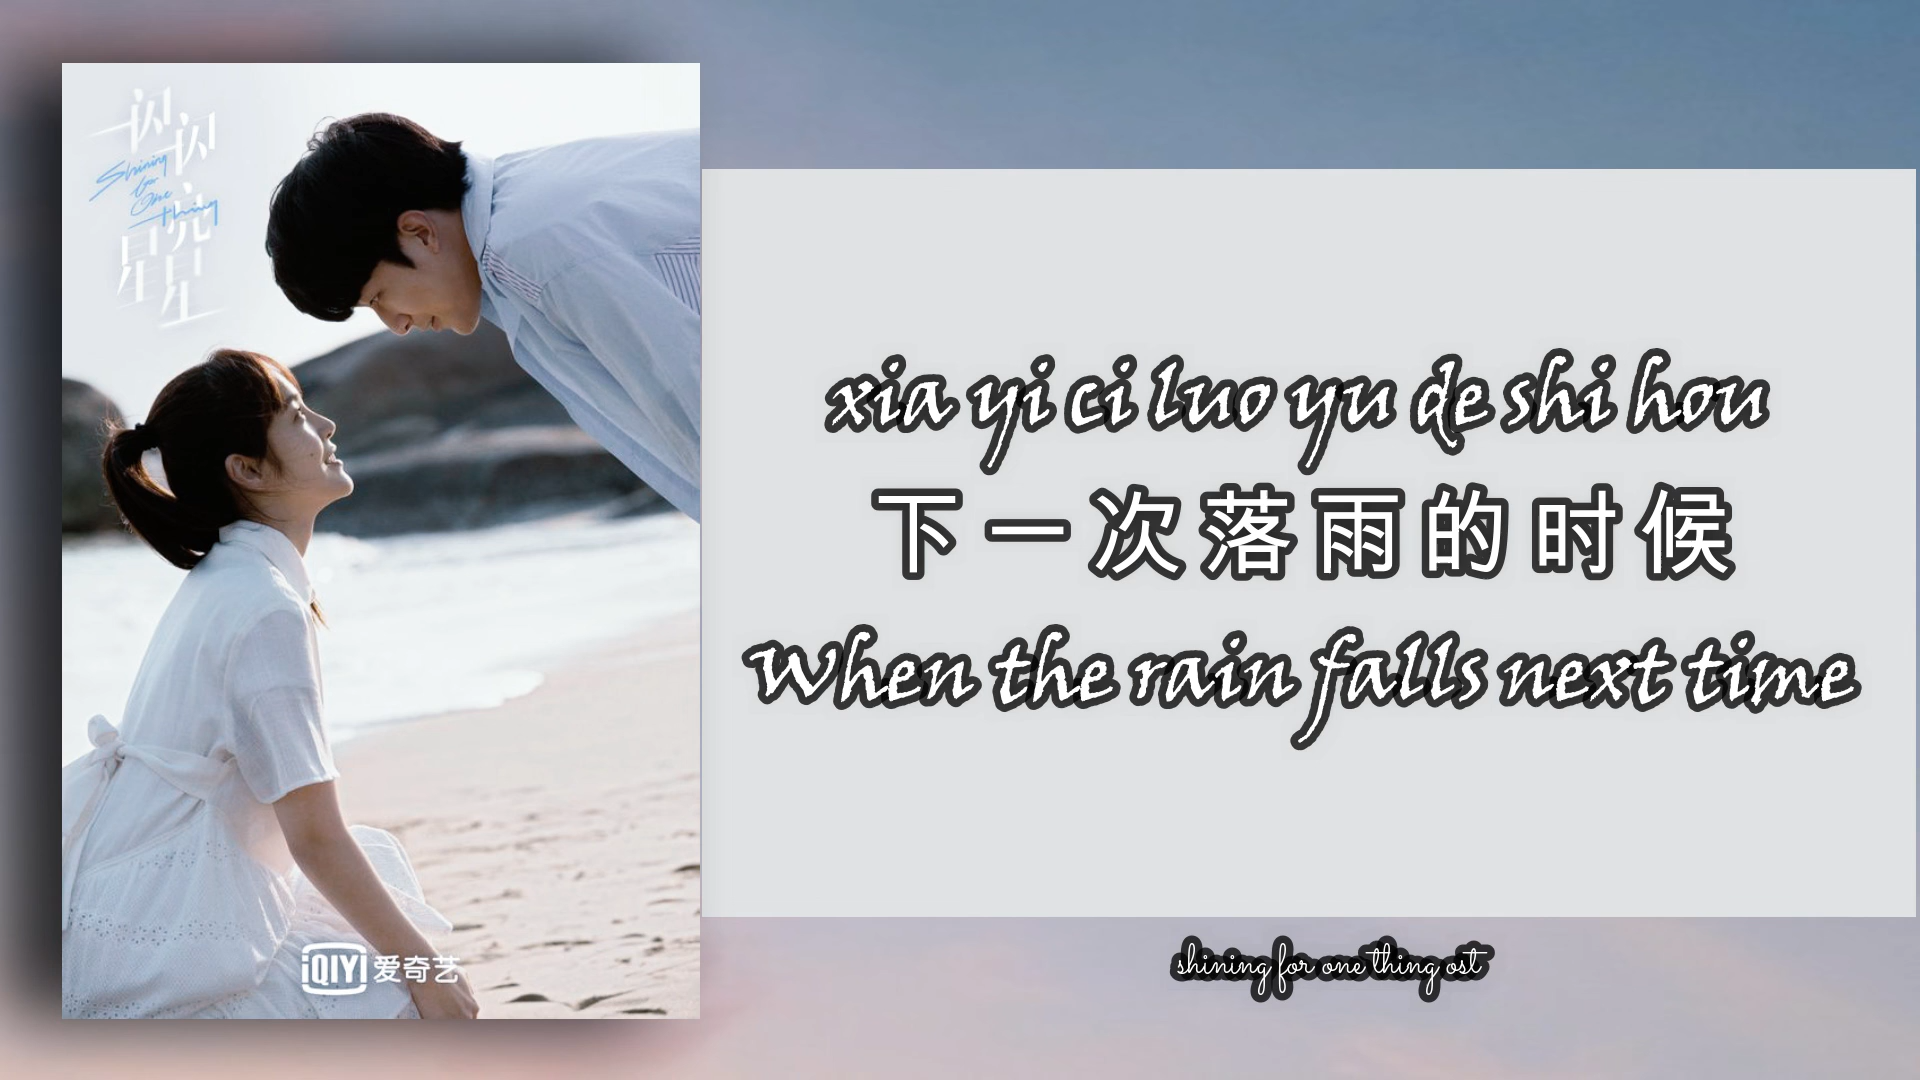 闪闪亮星星
Shining
for
One
Thing
xia yi ci luo yu de shi hou
下一次落雨的时候
When the rain falls next time
iQIYI 爱奇艺
shining for one thing ost